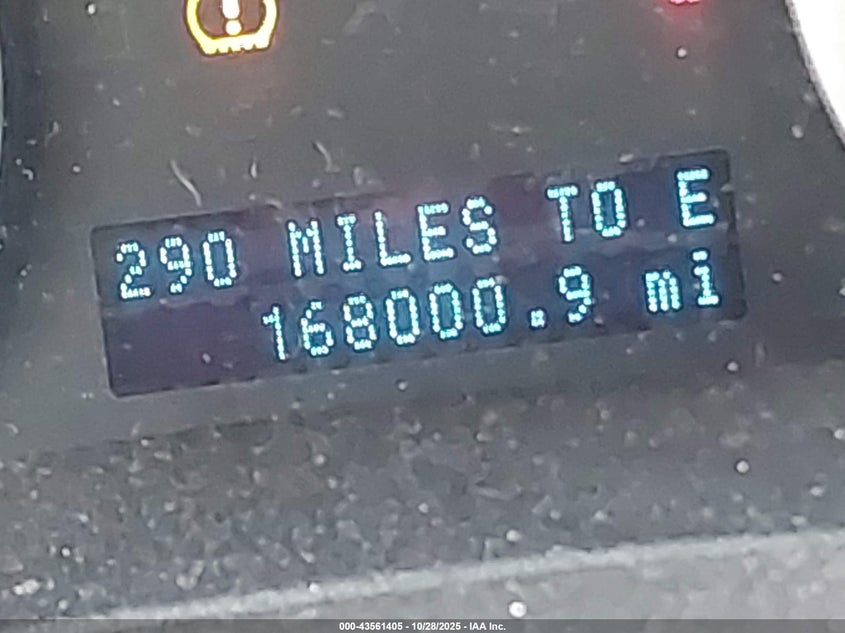 290 MILES TO E
168000.9 mi
000-43561405 - 10/28/2025 - IAA Inc.